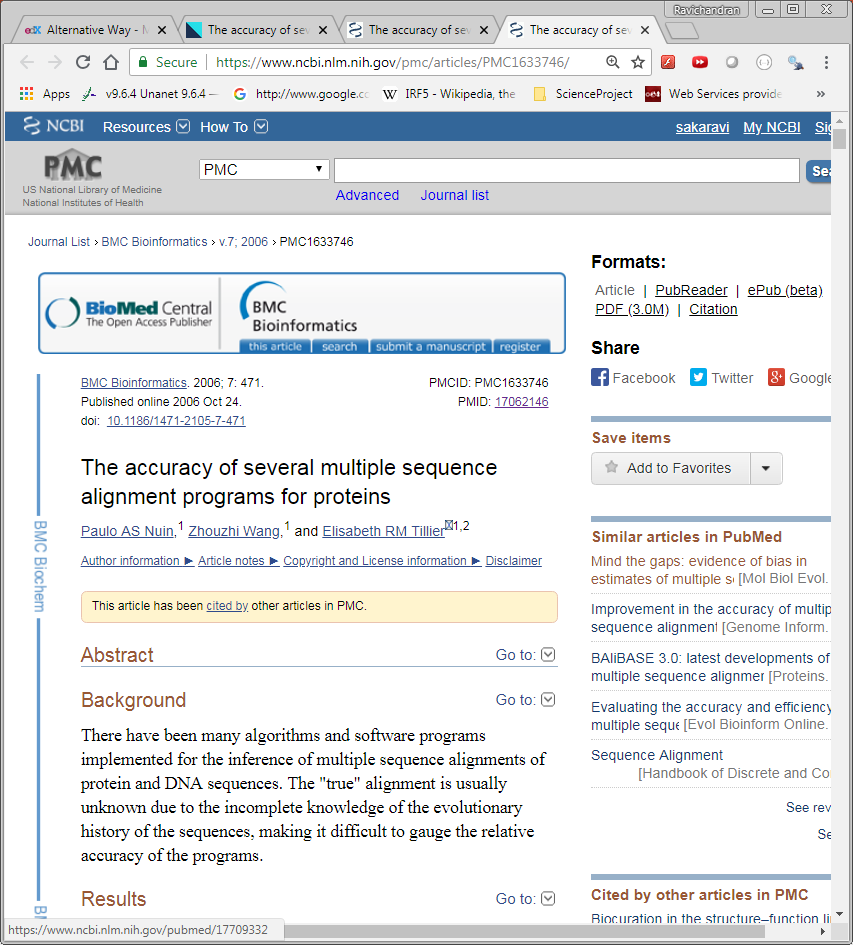 Ravichandran
edX Alternative Way - M
The accuracy of sev
The accuracy of sev
The accuracy of sev
Secure | https://www.ncbi.nlm.nih.gov/pmc/articles/PMC1633746/
Apps v9.6.4 Unanet 9.6.4 — http://www.google.co W IRF5 - Wikipedia, the ScienceProject Web Services provide »
NCBI Resources How To sakaravi My NCBI Sig
PMC PMC Sea
US National Library of Medicine
National Institutes of Health
Advanced Journal list
Journal List › BMC Bioinformatics › v.7; 2006 › PMC1633746
BioMed Central
The Open Access Publisher
BMC
Bioinformatics
this article | search | submit a manuscript | register
BMC Bioinformatics. 2006; 7: 471. PMCID: PMC1633746
Published online 2006 Oct 24. PMID: 17062146
doi: 10.1186/1471-2105-7-471
The accuracy of several multiple sequence
alignment programs for proteins
Paulo AS Nuin,1 Zhouzhi Wang,1 and Elisabeth RM Tillier1,2
Author information ► Article notes ► Copyright and License information ► Disclaimer
This article has been cited by other articles in PMC.
Abstract Go to:
Background Go to:
There have been many algorithms and software programs
implemented for the inference of multiple sequence alignments of
protein and DNA sequences. The "true" alignment is usually
unknown due to the incomplete knowledge of the evolutionary
history of the sequences, making it difficult to gauge the relative
accuracy of the programs.
Results Go to:
BMC Biochem
B
Formats:
Article | PubReader | ePub (beta)
PDF (3.0M) | Citation
Share
Facebook Twitter Google
Save items
Add to Favorites
Similar articles in PubMed
Mind the gaps: evidence of bias in
estimates of multiple s [Mol Biol Evol.
Improvement in the accuracy of multip
sequence alignment [Genome Inform.
BAliBASE 3.0: latest developments of
multiple sequence alignmer [Proteins.
Evaluating the accuracy and efficiency
multiple seque [Evol Bioinform Online.
Sequence Alignment
[Handbook of Discrete and Co
See rev
Se
Cited by other articles in PMC
Biocuration in the structure–function li
https://www.ncbi.nlm.nih.gov/pubmed/17709332